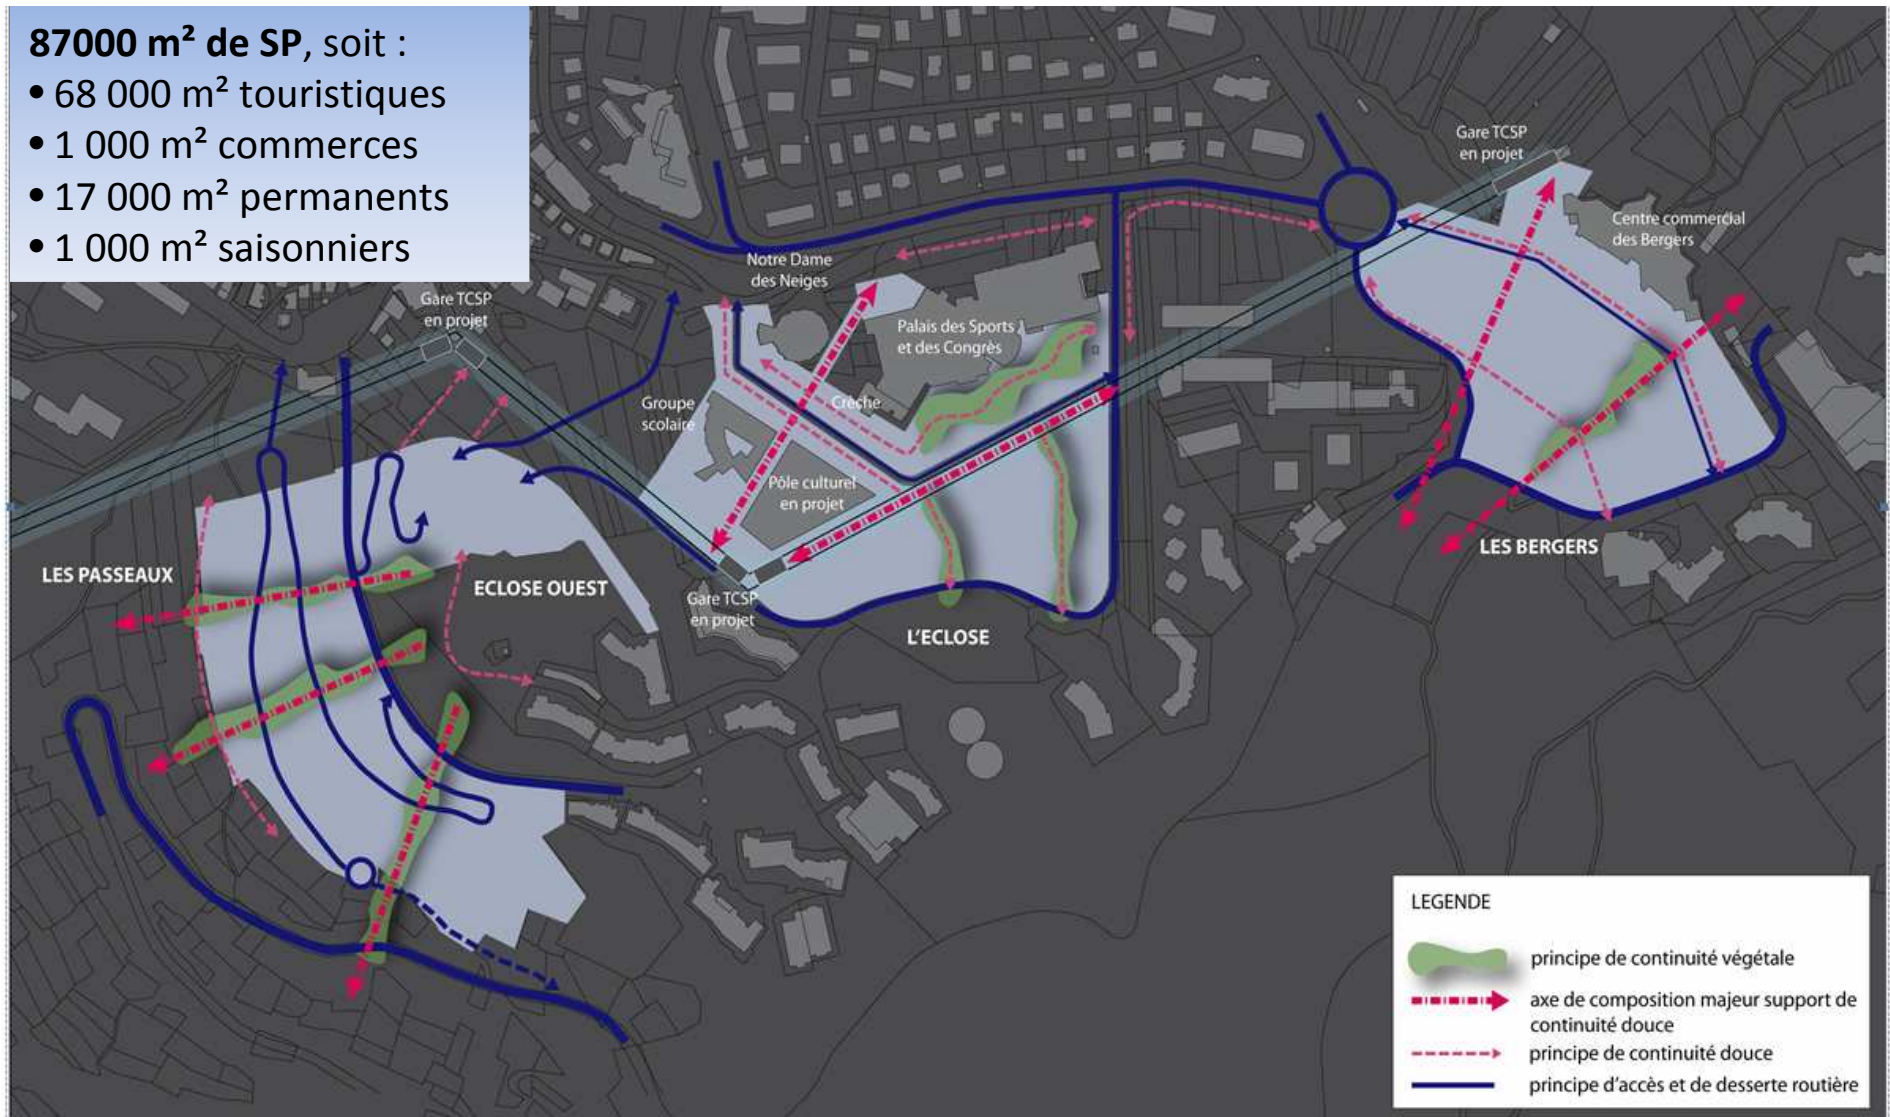 87000 m² de SP, soit :
• 68 000 m² touristiques
• 1 000 m² commerces
• 17 000 m² permanents
• 1 000 m² saisonniers
Gare TCSP
en projet
Gare TCSP
en projet
Centre commercial
des Bergers
Notre Dame
des Neiges
Palais des Sports
et des Congrès
Crèche
Groupe
scolaire
Pôle culturel
en projet
Gare TCSP
en projet
LES PASSEAUX
ECLOSE OUEST
L'ECLOSE
LES BERGERS
LEGENDE
principe de continuité végétale
axe de composition majeur support de
continuité douce
principe de continuité douce
principe d'accès et de desserte routière